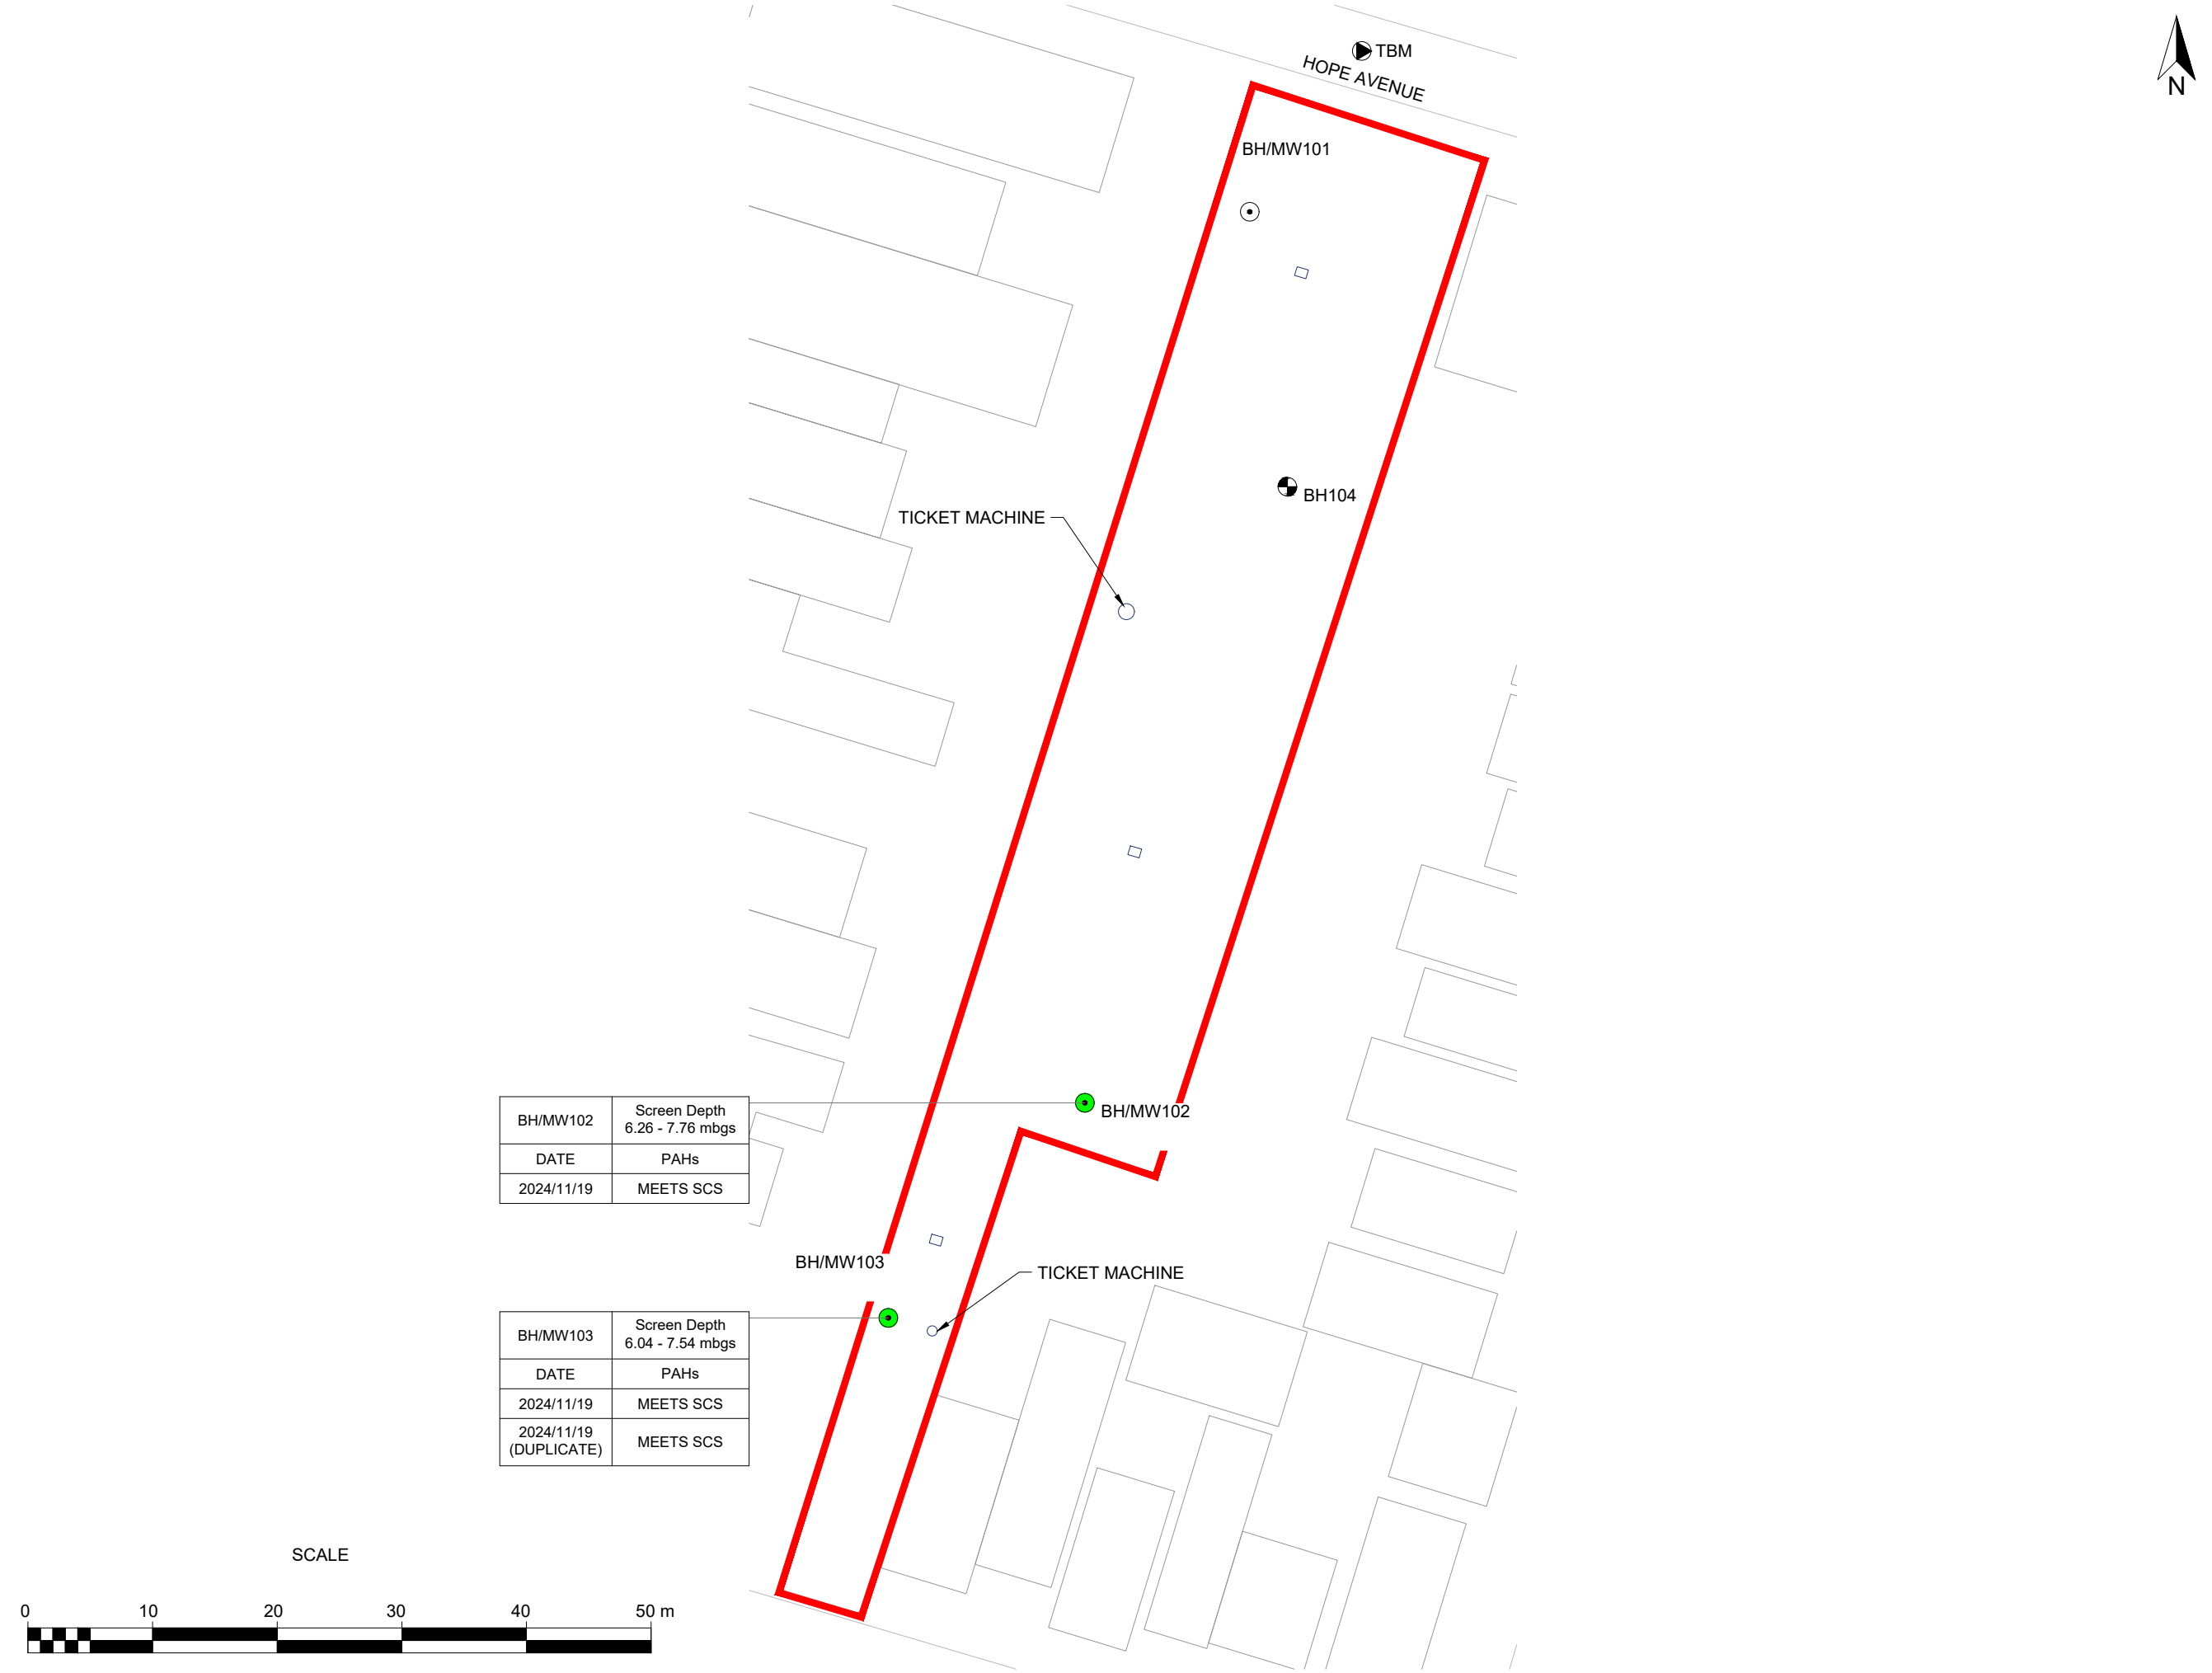 TBM
N
HOPE AVENUE
BH/MW101
BH104
TICKET MACHINE
BH/MW102
BH/MW102
Screen Depth
6.26 - 7.76 mbgs
DATE
PAHs
2024/11/19
MEETS SCS
BH/MW103
TICKET MACHINE
BH/MW103
Screen Depth
6.04 - 7.54 mbgs
DATE
PAHs
2024/11/19
MEETS SCS
2024/11/19
(DUPLICATE)
MEETS SCS
SCALE
0 10 20 30 40 50 m